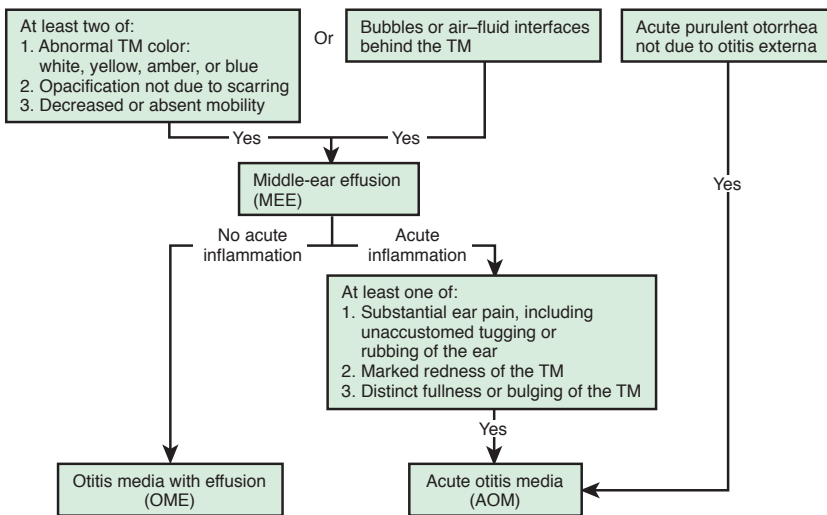 At least two of:
1. Abnormal TM color:
white, yellow, amber, or blue
2. Opacification not due to scarring
3. Decreased or absent mobility
Or
Bubbles or air–fluid interfaces
behind the TM
Acute purulent otorrhea
not due to otitis externa
Yes
Yes
Yes
Middle-ear effusion
(MEE)
No acute
inflammation
Acute
inflammation
At least one of:
1. Substantial ear pain, including
unaccustomed tugging or
rubbing of the ear
2. Marked redness of the TM
3. Distinct fullness or bulging of the TM
Yes
Otitis media with effusion
(OME)
Acute otitis media
(AOM)